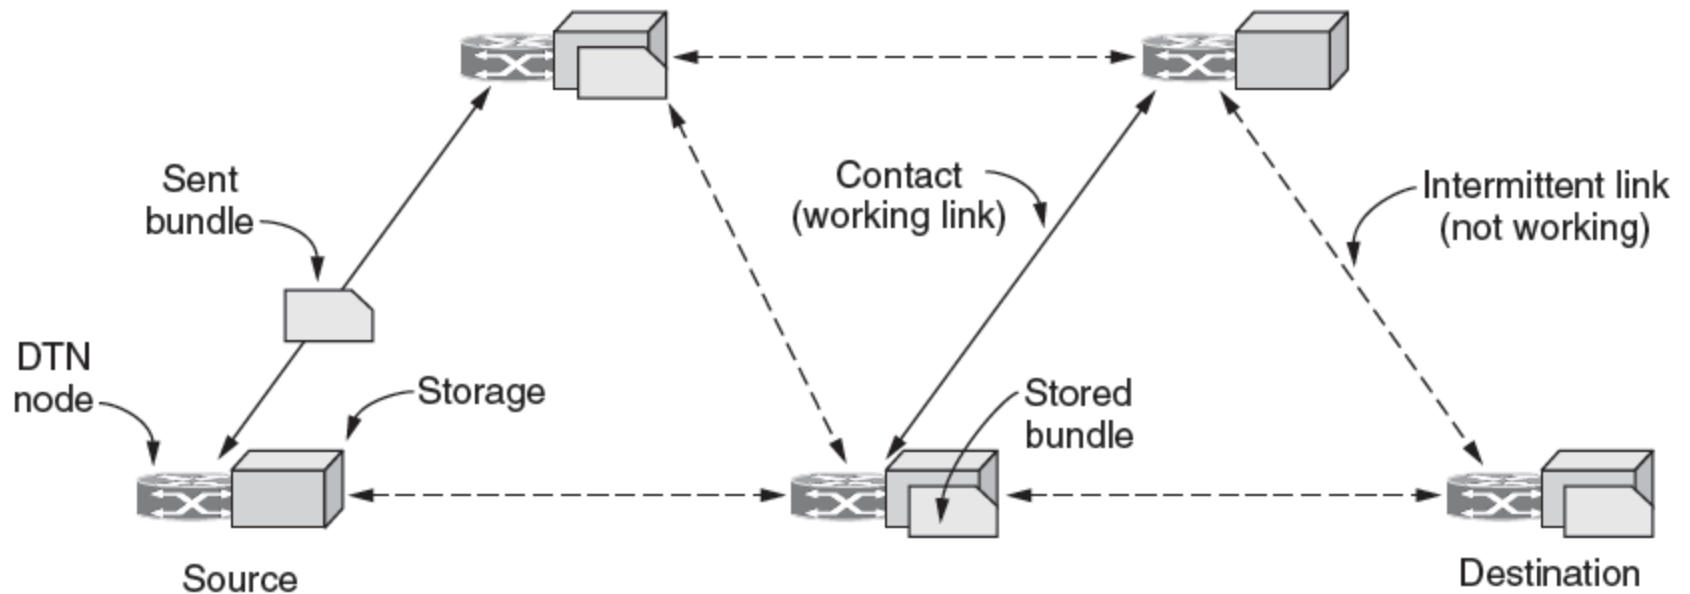 Sent
bundle
Contact
(working link)
Intermittent link
(not working)
DTN
node
Storage
Stored
bundle
Source
Destination